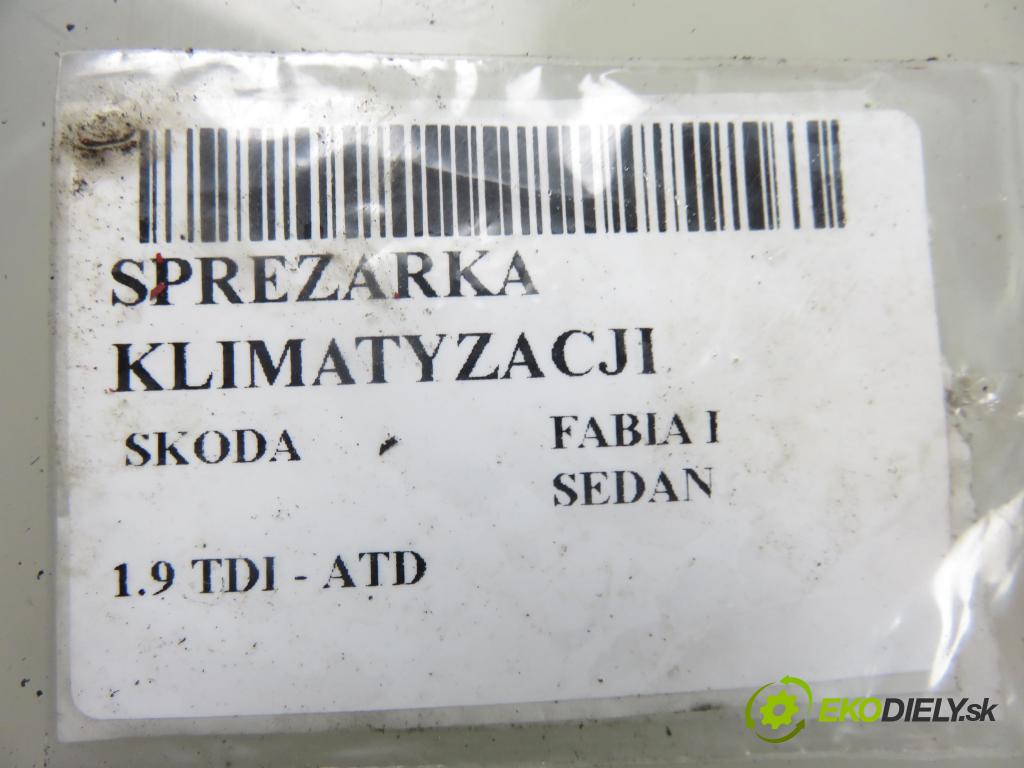 SPREZARKA
KLIMATYZACJI
SKODA FABIA I
SEDAN
1.9 TDI - ATD
EKODIELY.sk